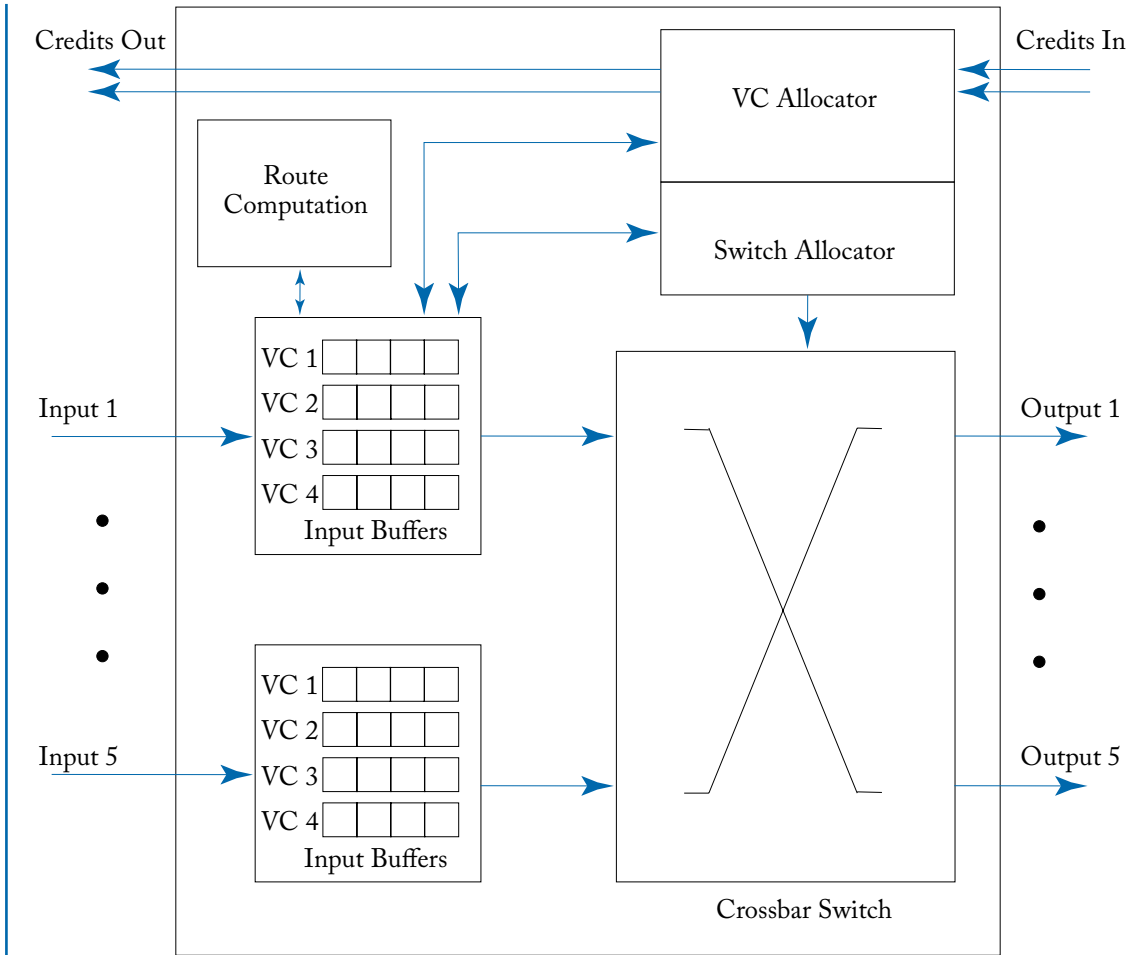 Credits Out
Credits In
VC Allocator
Route
Computation
Switch Allocator
VC 1
VC 2
VC 3
VC 4
Input Buffers
Input 1
Output 1
VC 1
VC 2
VC 3
VC 4
Input Buffers
Input 5
Output 5
Crossbar Switch